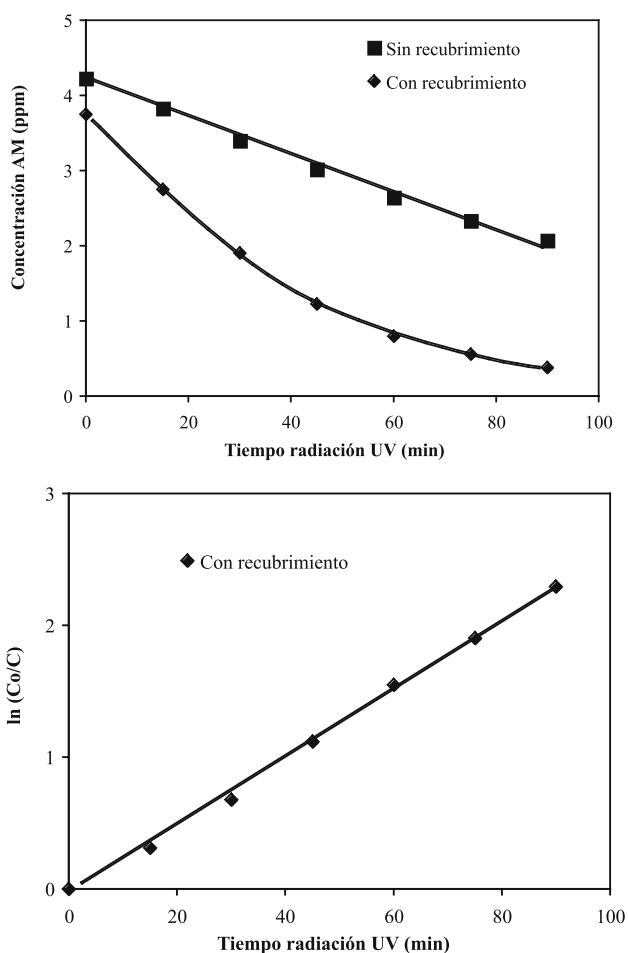 5
4
3
2
1
0
Concentración AM (ppm)
Sin recubrimiento
Con recubrimiento
0 20 40 60 80 100
Tiempo radiación UV (min)
3
2
1
0
ln (Co/C)
Con recubrimiento
0 20 40 60 80 100
Tiempo radiación UV (min)